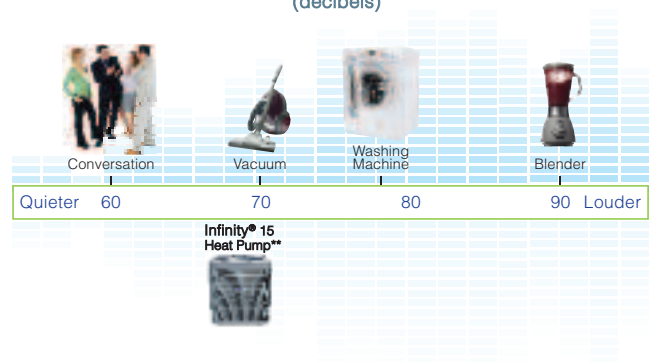 (decibels)
Conversation
Vacuum
Washing
Machine
Blender
Quieter 60 70 80 90 Louder
Infinity® 15
Heat Pump**